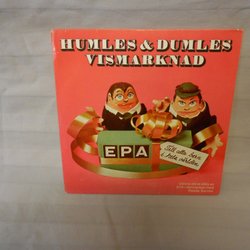 HUMLES & DUMLES
VISMARKNAD
EPA
Till alla barn
i hela världen